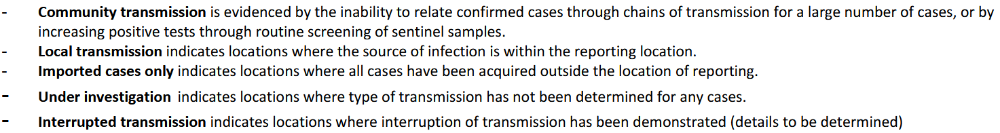 - Community transmission is evidenced by the inability to relate confirmed cases through chains of transmission for a large number of cases, or by
increasing positive tests through routine screening of sentinel samples.
- Local transmission indicates locations where the source of infection is within the reporting location.
- Imported cases only indicates locations where all cases have been acquired outside the location of reporting.
- Under investigation indicates locations where type of transmission has not been determined for any cases.
- Interrupted transmission indicates locations where interruption of transmission has been demonstrated (details to be determined)